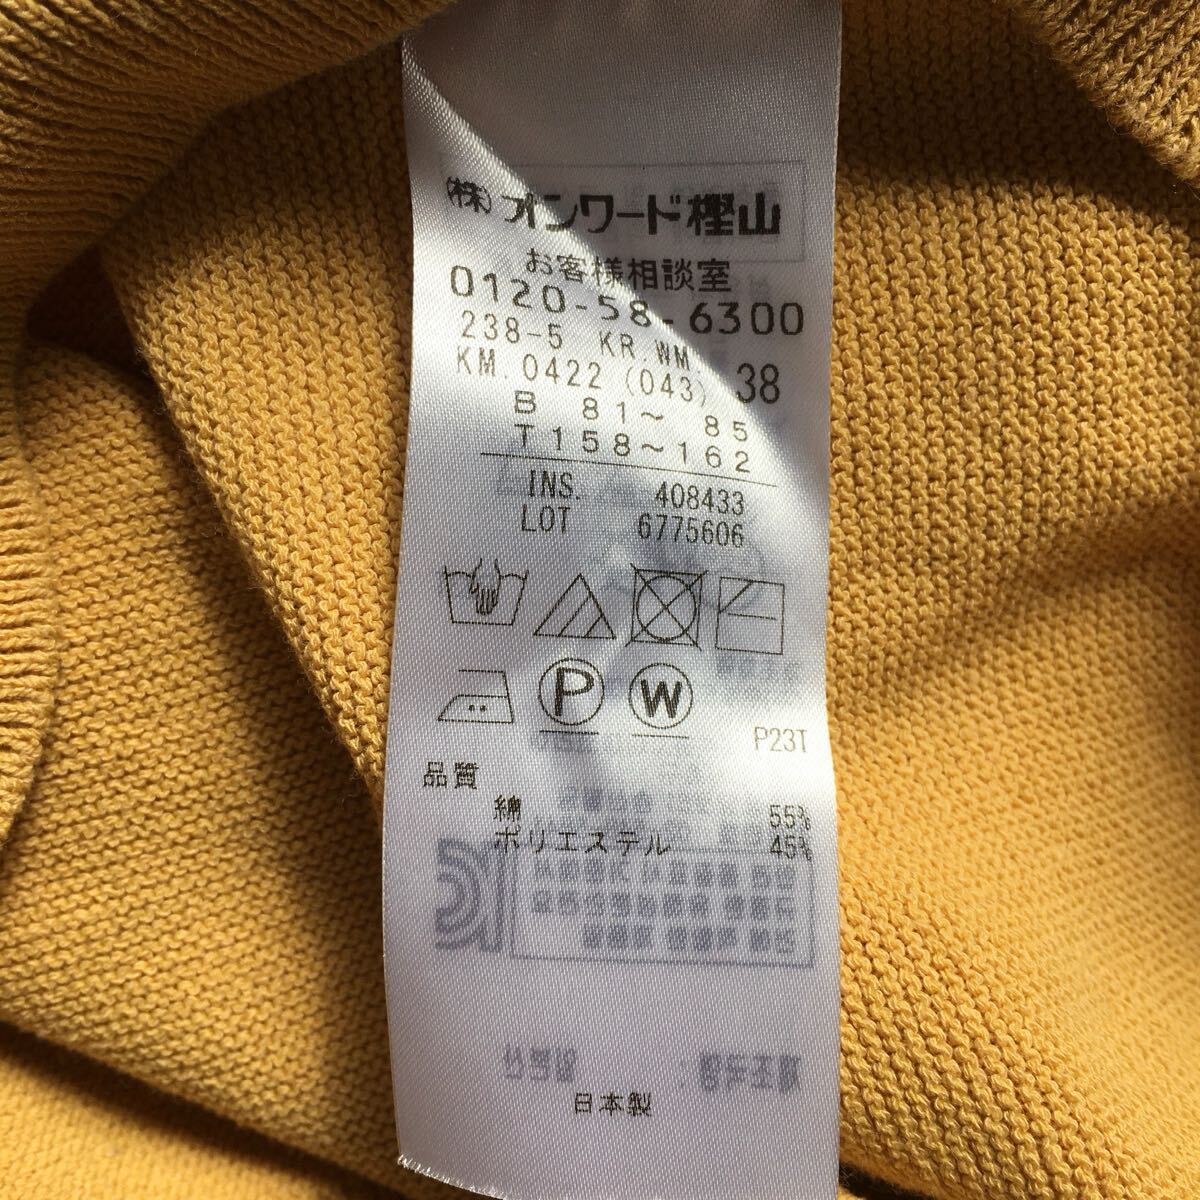 (株)オンワード樫山
お客様相談室
0120-58-6300
238-5 KR.WM
KM.0422 (043) 38
B 81～ 85
T 158～162
INS. 408433
LOT 6775606
P W
P23T
品質
綿 55%
ポリエステル 45%
日本製